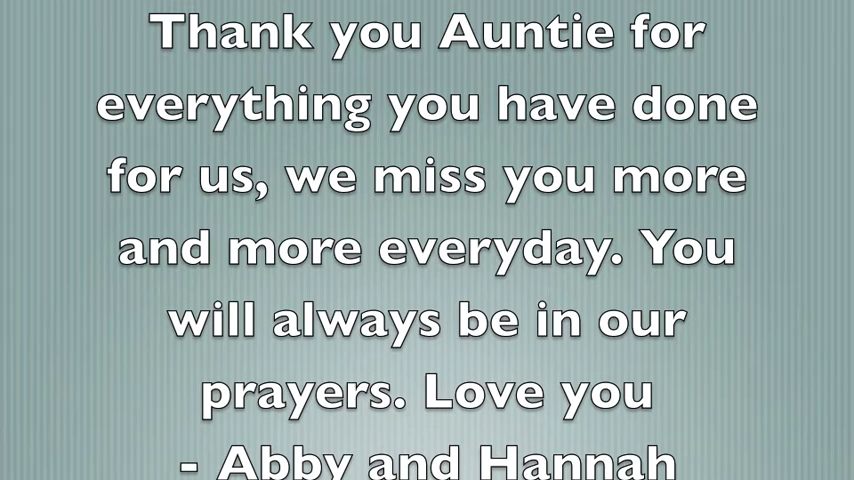 Thank you Auntie for
everything you have done
for us, we miss you more
and more everyday. You
will always be in our
prayers. Love you
- Abby and Hannah